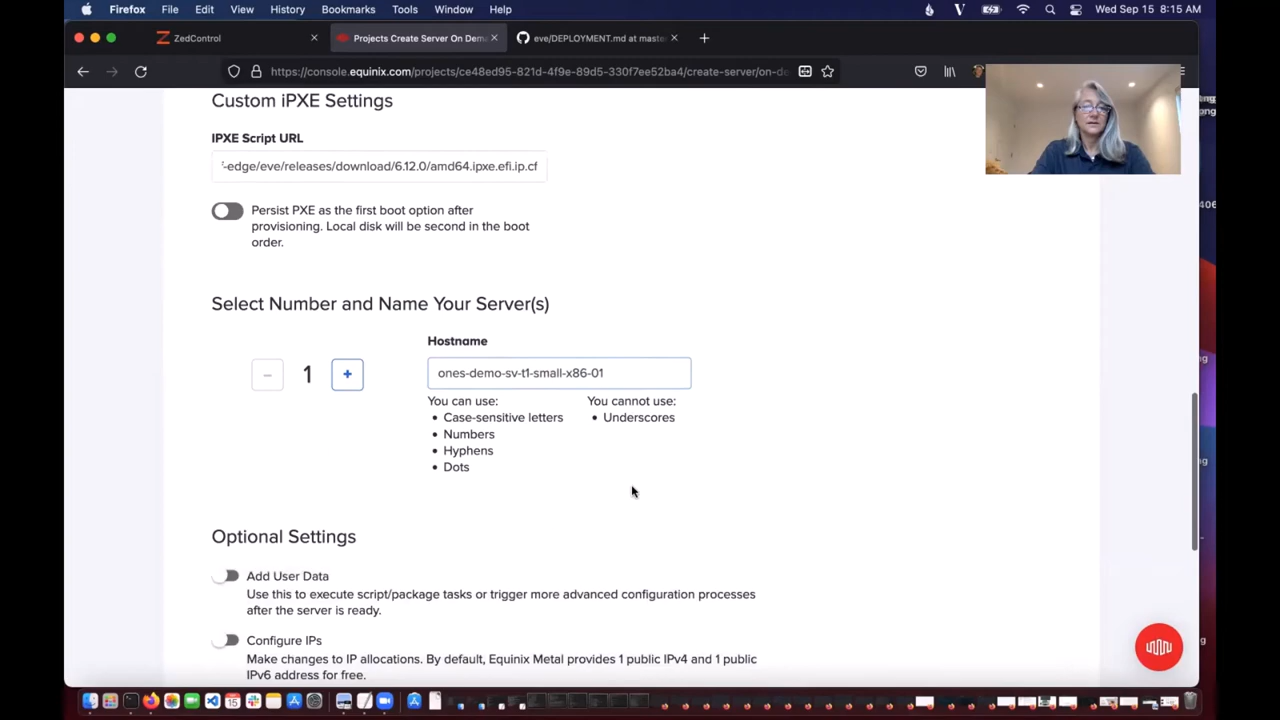 Firefox File Edit View History Bookmarks Tools Window Help V Wed Sep 15 8:15 AM
ZedControl Projects Create Server On Dema eve/DEPLOYMENT.md at master
https://console.equinix.com/projects/ce48ed95-821d-4f9e-89d5-330f7ee52ba4/create-server/on-de
Custom iPXE Settings
IPXE Script URL
-edge/eve/releases/download/6.12.0/amd64.ipxe.efi.ip.cf
Persist PXE as the first boot option after
provisioning. Local disk will be second in the boot
order.
Select Number and Name Your Server(s)
Hostname
− 1 +
ones-demo-sv-t1-small-x86-01
You can use: You cannot use:
• Case-sensitive letters • Underscores
• Numbers
• Hyphens
• Dots
Optional Settings
Add User Data
Use this to execute script/package tasks or trigger more advanced configuration processes
after the server is ready.
Configure IPs
Make changes to IP allocations. By default, Equinix Metal provides 1 public IPv4 and 1 public
IPv6 address for free.